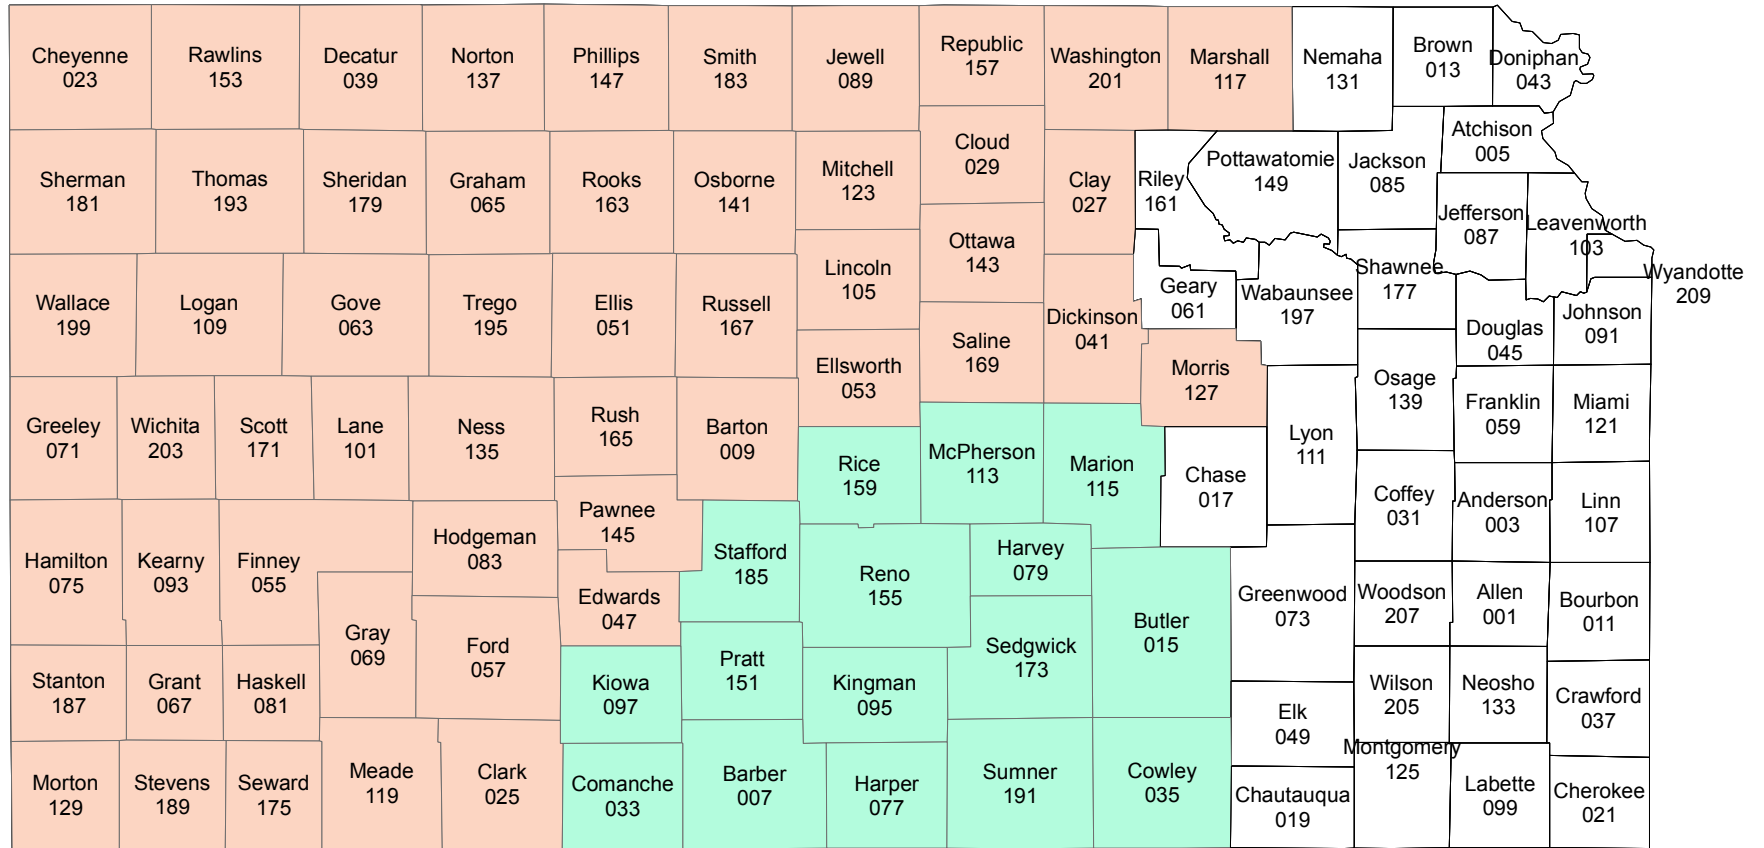 Cheyenne
023
Rawlins
153
Decatur
039
Norton
137
Phillips
147
Smith
183
Jewell
089
Republic
157
Washington
201
Marshall
117
Nemaha
131
Brown
013
Doniphan
043
Sherman
181
Thomas
193
Sheridan
179
Graham
065
Rooks
163
Osborne
141
Mitchell
123
Cloud
029
Clay
027
Riley
161
Pottawatomie
149
Jackson
085
Atchison
005
Jefferson
087
Leavenworth
103
Wyandotte
209
Wallace
199
Logan
109
Gove
063
Trego
195
Ellis
051
Russell
167
Lincoln
105
Ottawa
143
Dickinson
041
Geary
061
Wabaunsee
197
Shawnee
177
Douglas
045
Johnson
091
Ellsworth
053
Saline
169
Morris
127
Osage
139
Franklin
059
Miami
121
Greeley
071
Wichita
203
Scott
171
Lane
101
Ness
135
Rush
165
Barton
009
Rice
159
McPherson
113
Marion
115
Chase
017
Lyon
111
Coffey
031
Anderson
003
Linn
107
Hamilton
075
Kearny
093
Finney
055
Hodgeman
083
Pawnee
145
Stafford
185
Reno
155
Harvey
079
Edwards
047
Gray
069
Ford
057
Butler
015
Greenwood
073
Woodson
207
Allen
001
Bourbon
011
Stanton
187
Grant
067
Haskell
081
Kiowa
097
Pratt
151
Kingman
095
Sedgwick
173
Elk
049
Wilson
205
Neosho
133
Crawford
037
Morton
129
Stevens
189
Seward
175
Meade
119
Clark
025
Comanche
033
Barber
007
Harper
077
Sumner
191
Cowley
035
Chautauqua
019
Montgomery
125
Labette
099
Cherokee
021